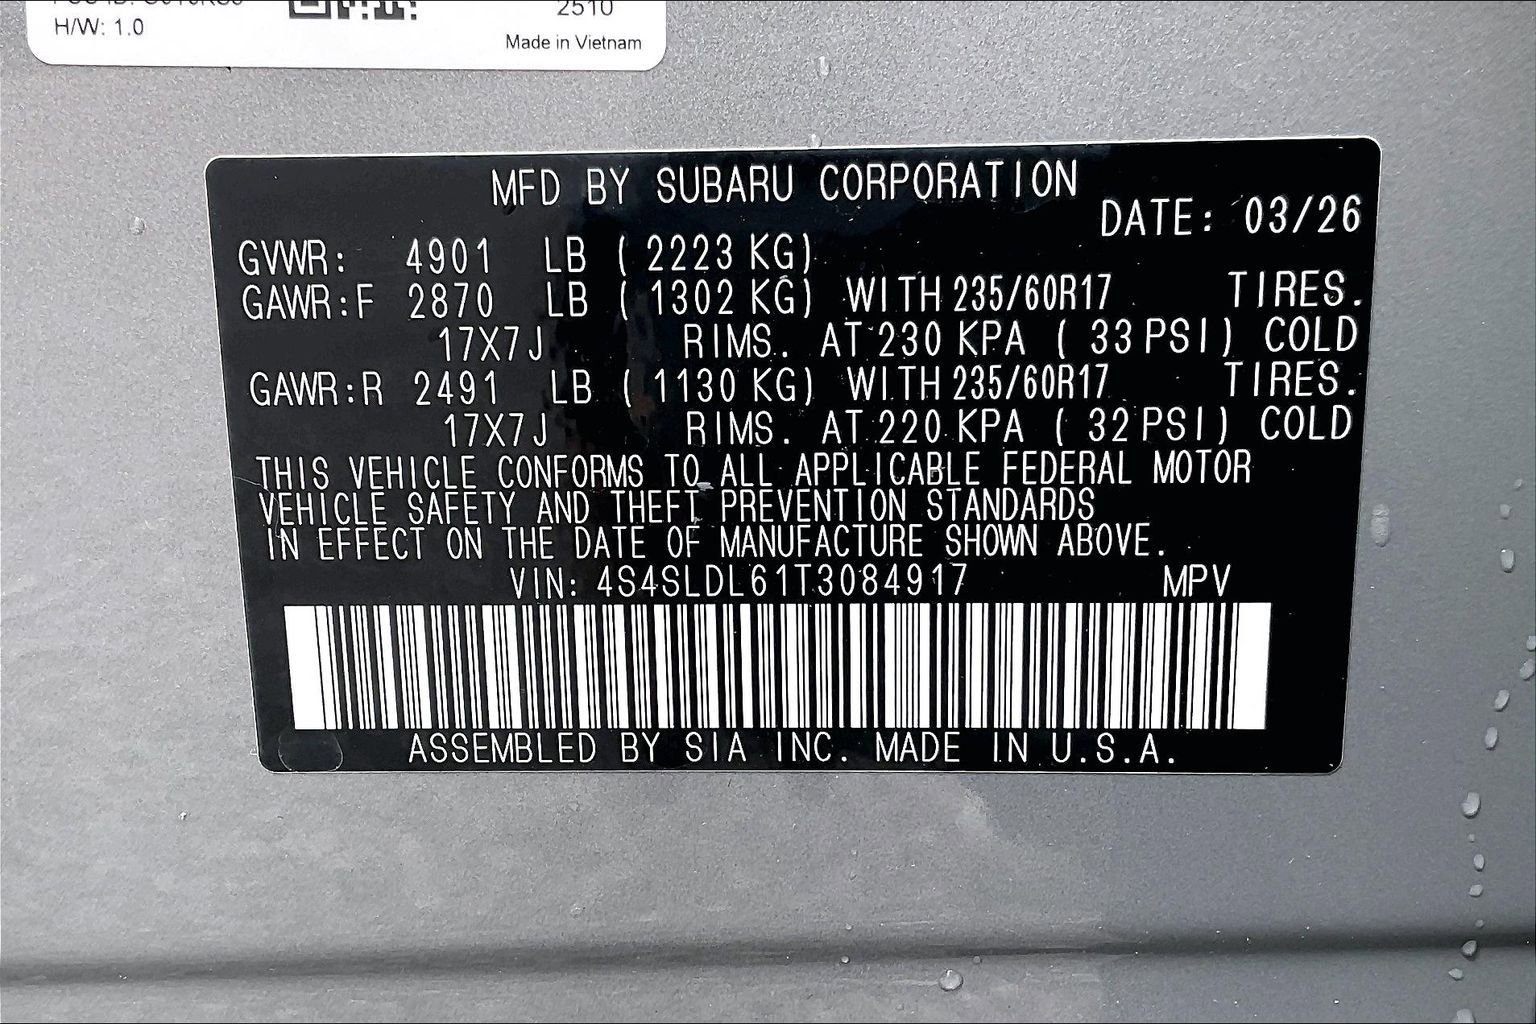 H/W: 1.0
2510
Made in Vietnam
MFD BY SUBARU CORPORATION
DATE: 03/26
GVWR: 4901 LB ( 2223 KG)
GAWR:F 2870 LB ( 1302 KG) WITH 235/60R17 TIRES.
17X7J RIMS. AT 230 KPA ( 33 PSI) COLD
GAWR:R 2491 LB ( 1130 KG) WITH 235/60R17 TIRES.
17X7J RIMS. AT 220 KPA ( 32 PSI) COLD
THIS VEHICLE CONFORMS TO ALL APPLICABLE FEDERAL MOTOR
VEHICLE SAFETY AND THEFT PREVENTION STANDARDS
IN EFFECT ON THE DATE OF MANUFACTURE SHOWN ABOVE.
VIN: 4S4SLDL61T3084917 MPV
ASSEMBLED BY SIA INC. MADE IN U.S.A.